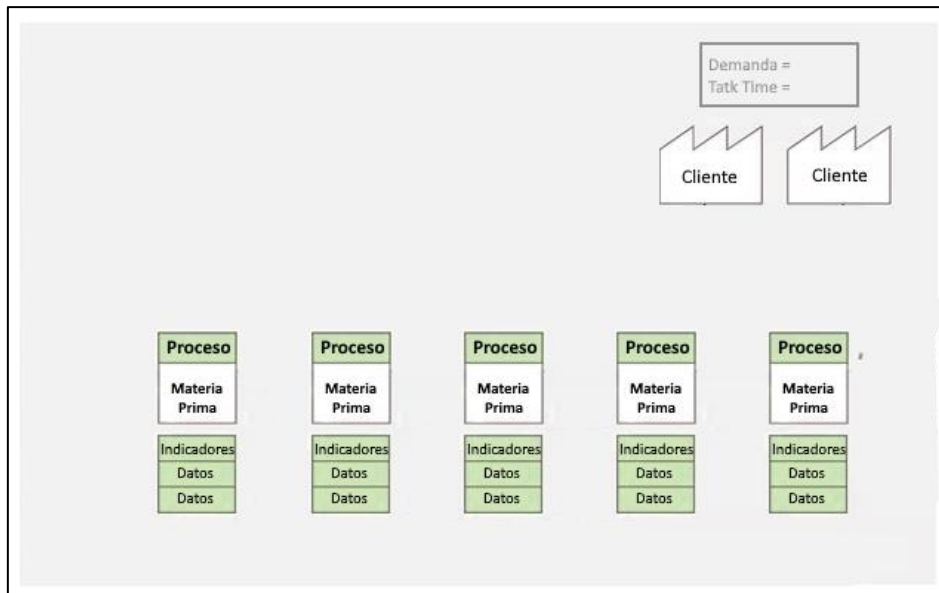 Demanda =
Tatk Time =
Cliente
Cliente
Proceso
Proceso
Proceso
Proceso
Proceso
Materia
Prima
Materia
Prima
Materia
Prima
Materia
Prima
Materia
Prima
Indicadores
Indicadores
Indicadores
Indicadores
Indicadores
Datos
Datos
Datos
Datos
Datos
Datos
Datos
Datos
Datos
Datos